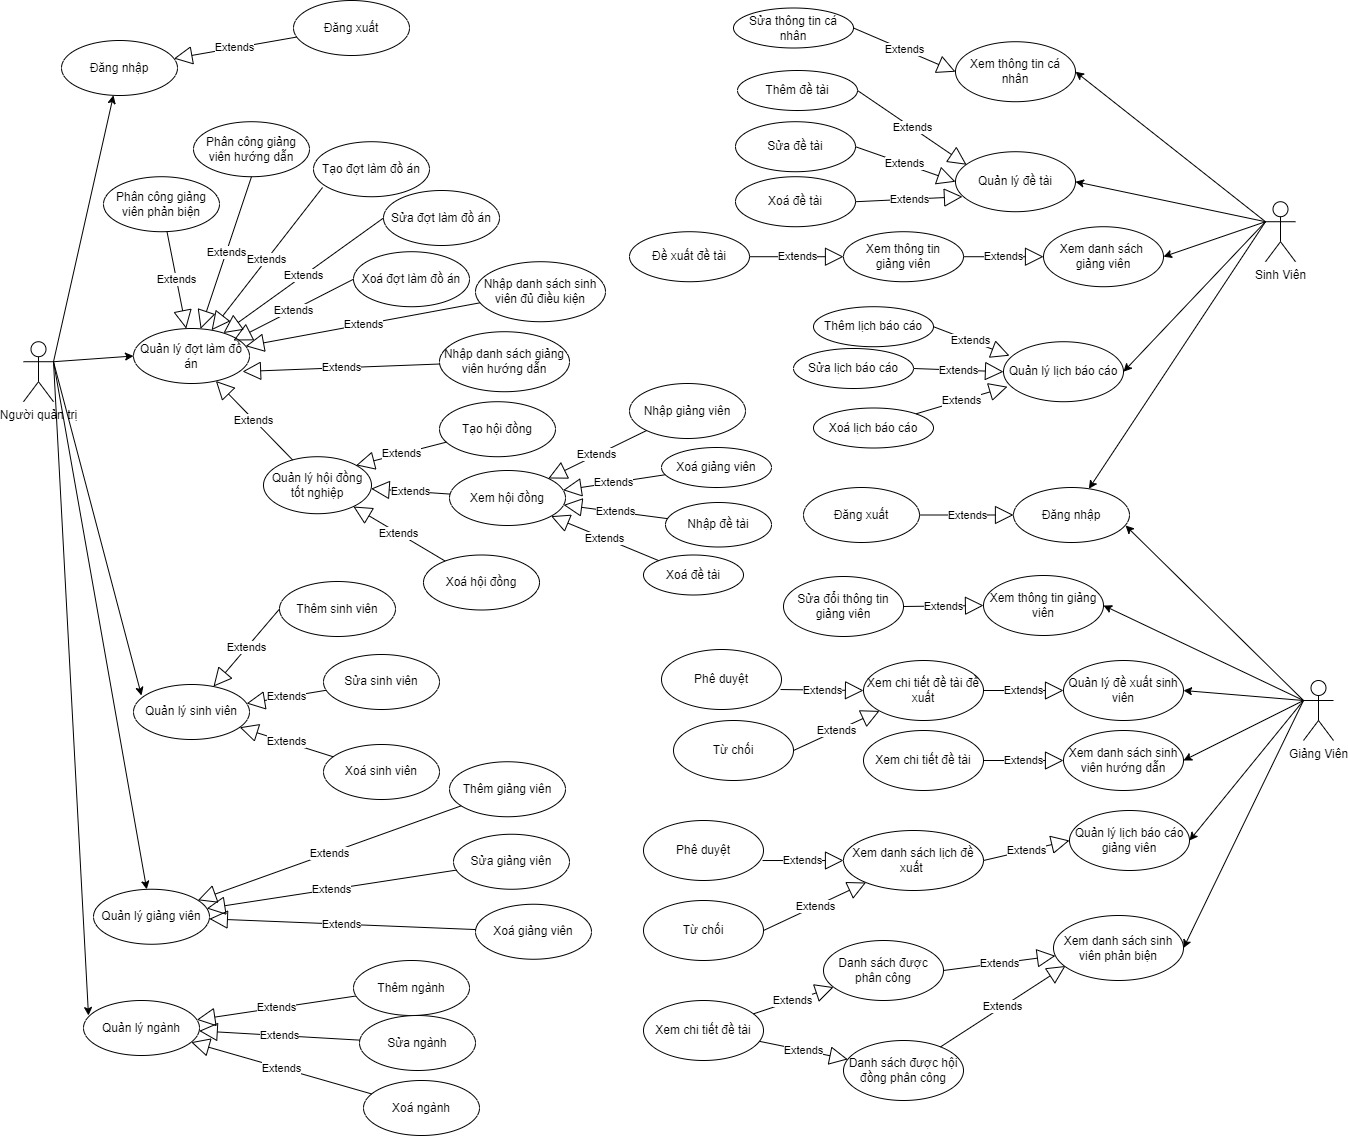 Đăng xuất
Extends
Đăng nhập
Phân công giảng
viên hướng dẫn
Tạo đợt làm đồ án
Phân công giảng
viên phản biện
Sửa đợt làm đồ án
Extends
Extends
Extends
Extends
Xoá đợt làm đồ án
Extends
Nhập danh sách sinh
viên đủ điều kiện
Extends
Quản lý đợt làm đồ
án
Extends
Nhập danh sách giảng
viên hướng dẫn
Người quản trị
Extends
Tạo hội đồng
Extends
Quản lý hội đồng
tốt nghiệp
Extends
Xem hội đồng
Nhập giảng viên
Extends
Xoá giảng viên
Extends
Extends
Nhập đề tài
Extends
Xoá đề tài
Extends
Xoá hội đồng
Thêm sinh viên
Extends
Sửa sinh viên
Extends
Quản lý sinh viên
Extends
Xoá sinh viên
Thêm giảng viên
Extends
Sửa giảng viên
Extends
Quản lý giảng viên
Extends
Xoá giảng viên
Thêm ngành
Extends
Quản lý ngành
Extends
Sửa ngành
Extends
Xoá ngành
Sửa thông tin cá
nhân
Extends
Xem thông tin cá
nhân
Thêm đề tài
Extends
Sửa đề tài
Extends
Quản lý đề tài
Xoá đề tài
Extends
Đề xuất đề tài
Extends
Xem thông tin
giảng viên
Extends
Xem danh sách
giảng viên
Sinh Viên
Thêm lịch báo cáo
Extends
Sửa lịch báo cáo
Extends
Quản lý lịch báo cáo
Extends
Xoá lịch báo cáo
Đăng xuất
Extends
Đăng nhập
Sửa đổi thông tin
giảng viên
Extends
Xem thông tin giảng
viên
Phê duyệt
Extends
Xem chi tiết đề tài đề
xuất
Extends
Quản lý đề xuất sinh
viên
Từ chối
Extends
Xem chi tiết đề tài
Extends
Xem danh sách sinh
viên hướng dẫn
Giảng Viên
Phê duyệt
Extends
Xem danh sách lịch đề
xuất
Extends
Quản lý lịch báo cáo
giảng viên
Từ chối
Extends
Xem danh sách sinh
viên phản biện
Danh sách được
phân công
Extends
Xem chi tiết đề tài
Extends
Extends
Extends
Danh sách được hội
đồng phân công